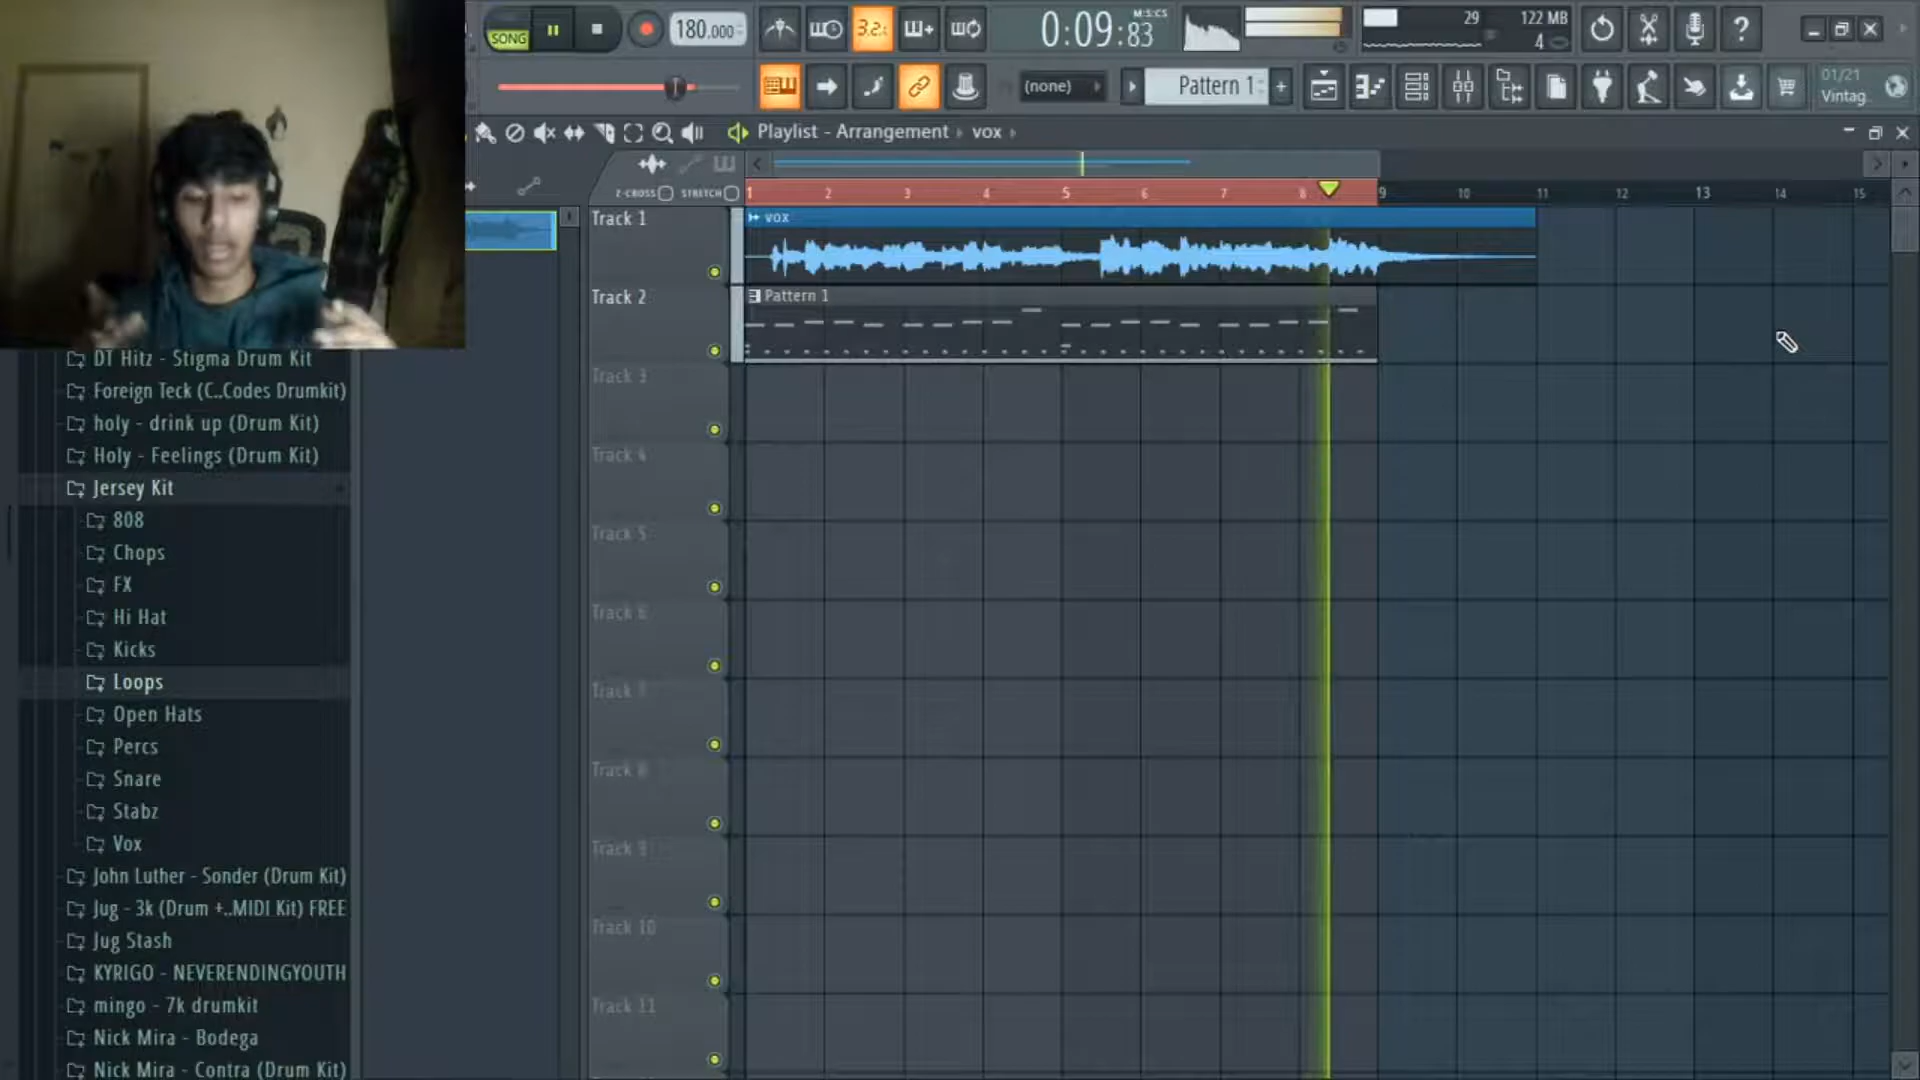 SONG
180.000
3.2.
0:09:83
M:S:CS
29
122 MB
4
?
(none)
Pattern 1
+
01/21
Vintag.
Playlist - Arrangement
vox
Z-CROSS
STRETCH
1 2 3 4 5 6 7 8 9 10 11 12 13 14 15
Track 1
vox
Track 2
Pattern 1
Track 3
Track 4
Track 5
Track 6
Track 7
Track 8
Track 9
Track 10
Track 11
DT Hitz - Stigma Drum Kit
Foreign Teck (C..Codes Drumkit)
holy - drink up (Drum Kit)
Holy - Feelings (Drum Kit)
Jersey Kit
808
Chops
FX
Hi Hat
Kicks
Loops
Open Hats
Percs
Snare
Stabz
Vox
John Luther - Sonder (Drum Kit)
Jug - 3k (Drum +..MIDI Kit) FREE
Jug Stash
KYRIGO - NEVERENDINGYOUTH
mingo - 7k drumkit
Nick Mira - Bodega
Nick Mira - Contra (Drum Kit)